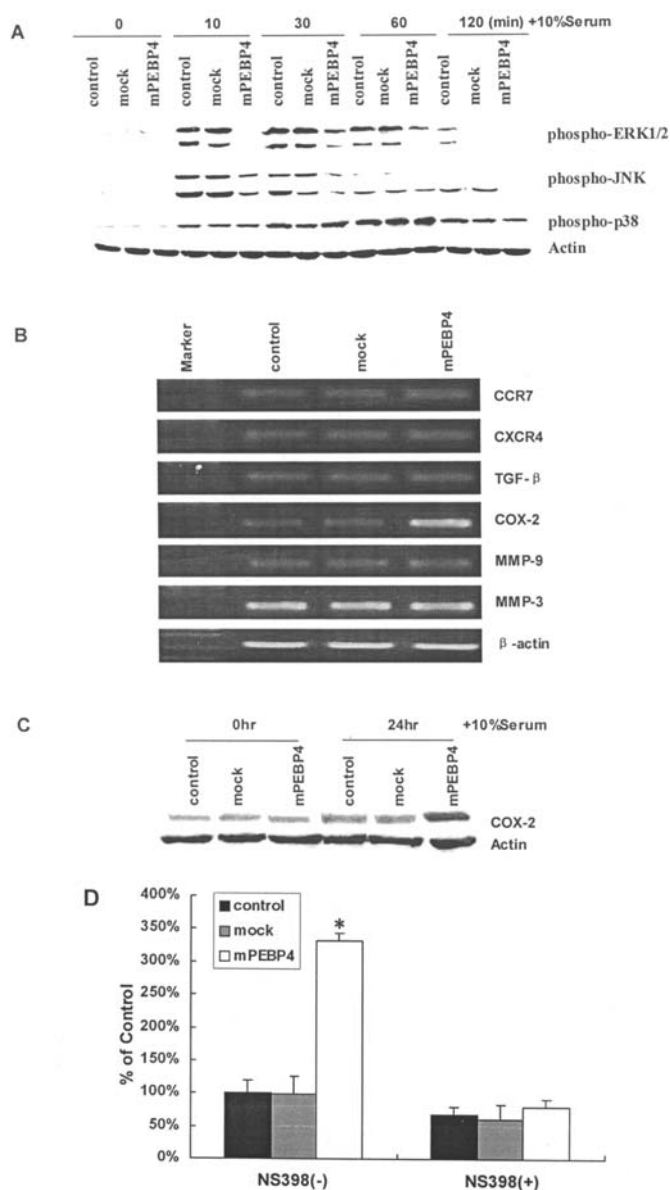 A
0 10 30 60 120 (min) +10%Serum
control mock mPEBP4 control mock mPEBP4 control mock mPEBP4 control mock mPEBP4 control mock mPEBP4
phospho-ERK1/2
phospho-JNK
phospho-p38
Actin
B
Marker control mock mPEBP4
CCR7
CXCR4
TGF-β
COX-2
MMP-9
MMP-3
β-actin
C
0hr 24hr +10%Serum
control mock mPEBP4 control mock mPEBP4
COX-2
Actin
D
control
mock
mPEBP4
*
% of Control
400%
350%
300%
250%
200%
150%
100%
50%
0%
NS398(-) NS398(+)